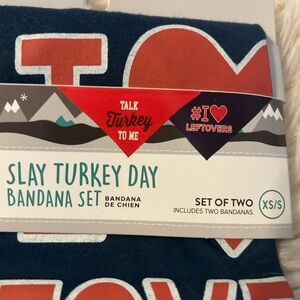 I
TALK
Turkey
TO ME
#I
LEFTOVERS
SLAY TURKEY DAY
BANDANA SET BANDANA
DE CHIEN
SET OF TWO
INCLUDES TWO BANDANAS.
XS/S